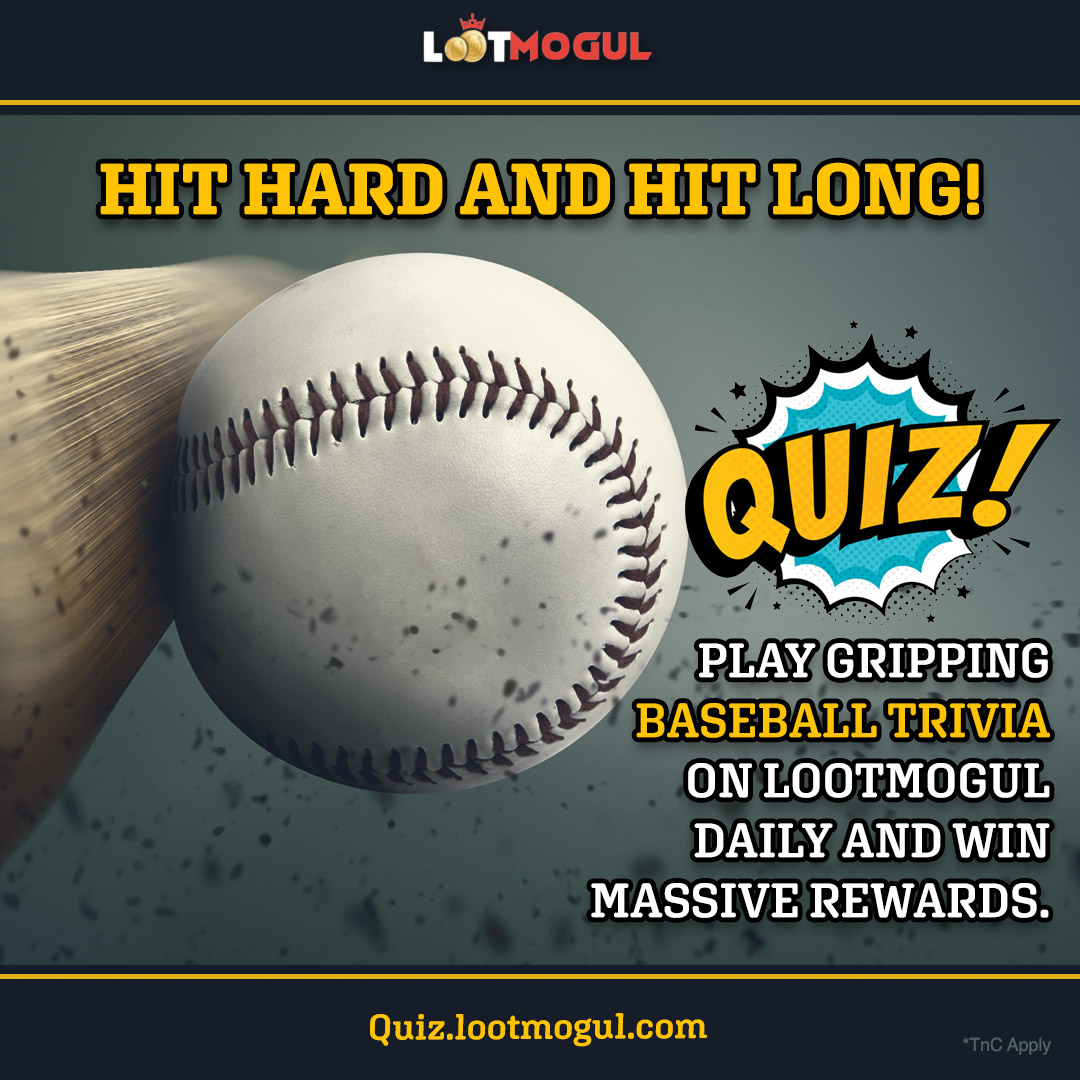 LOOTMOGUL
HIT HARD AND HIT LONG!
QUIZ!
PLAY GRIPPING
BASEBALL TRIVIA
ON LOOTMOGUL
DAILY AND WIN
MASSIVE REWARDS.
Quiz.lootmogul.com
*TnC Apply